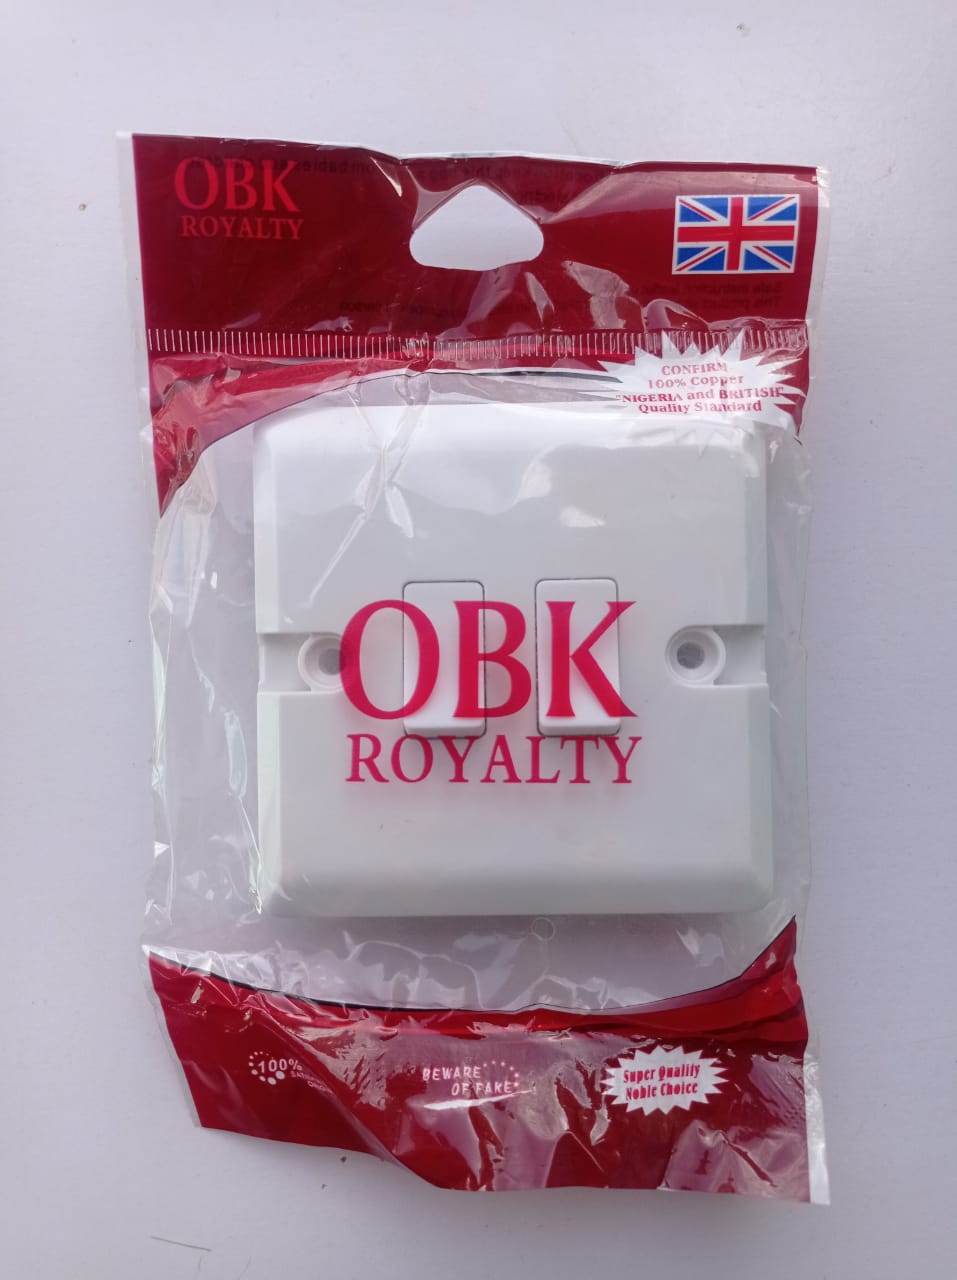 OBK
ROYALTY
CONFIRM
100% Copper
"NIGERIA and BRITISH"
Quality Standard
OBK
ROYALTY
100%
BEWARE
OF FAKE
Super Quality
Noble Choice